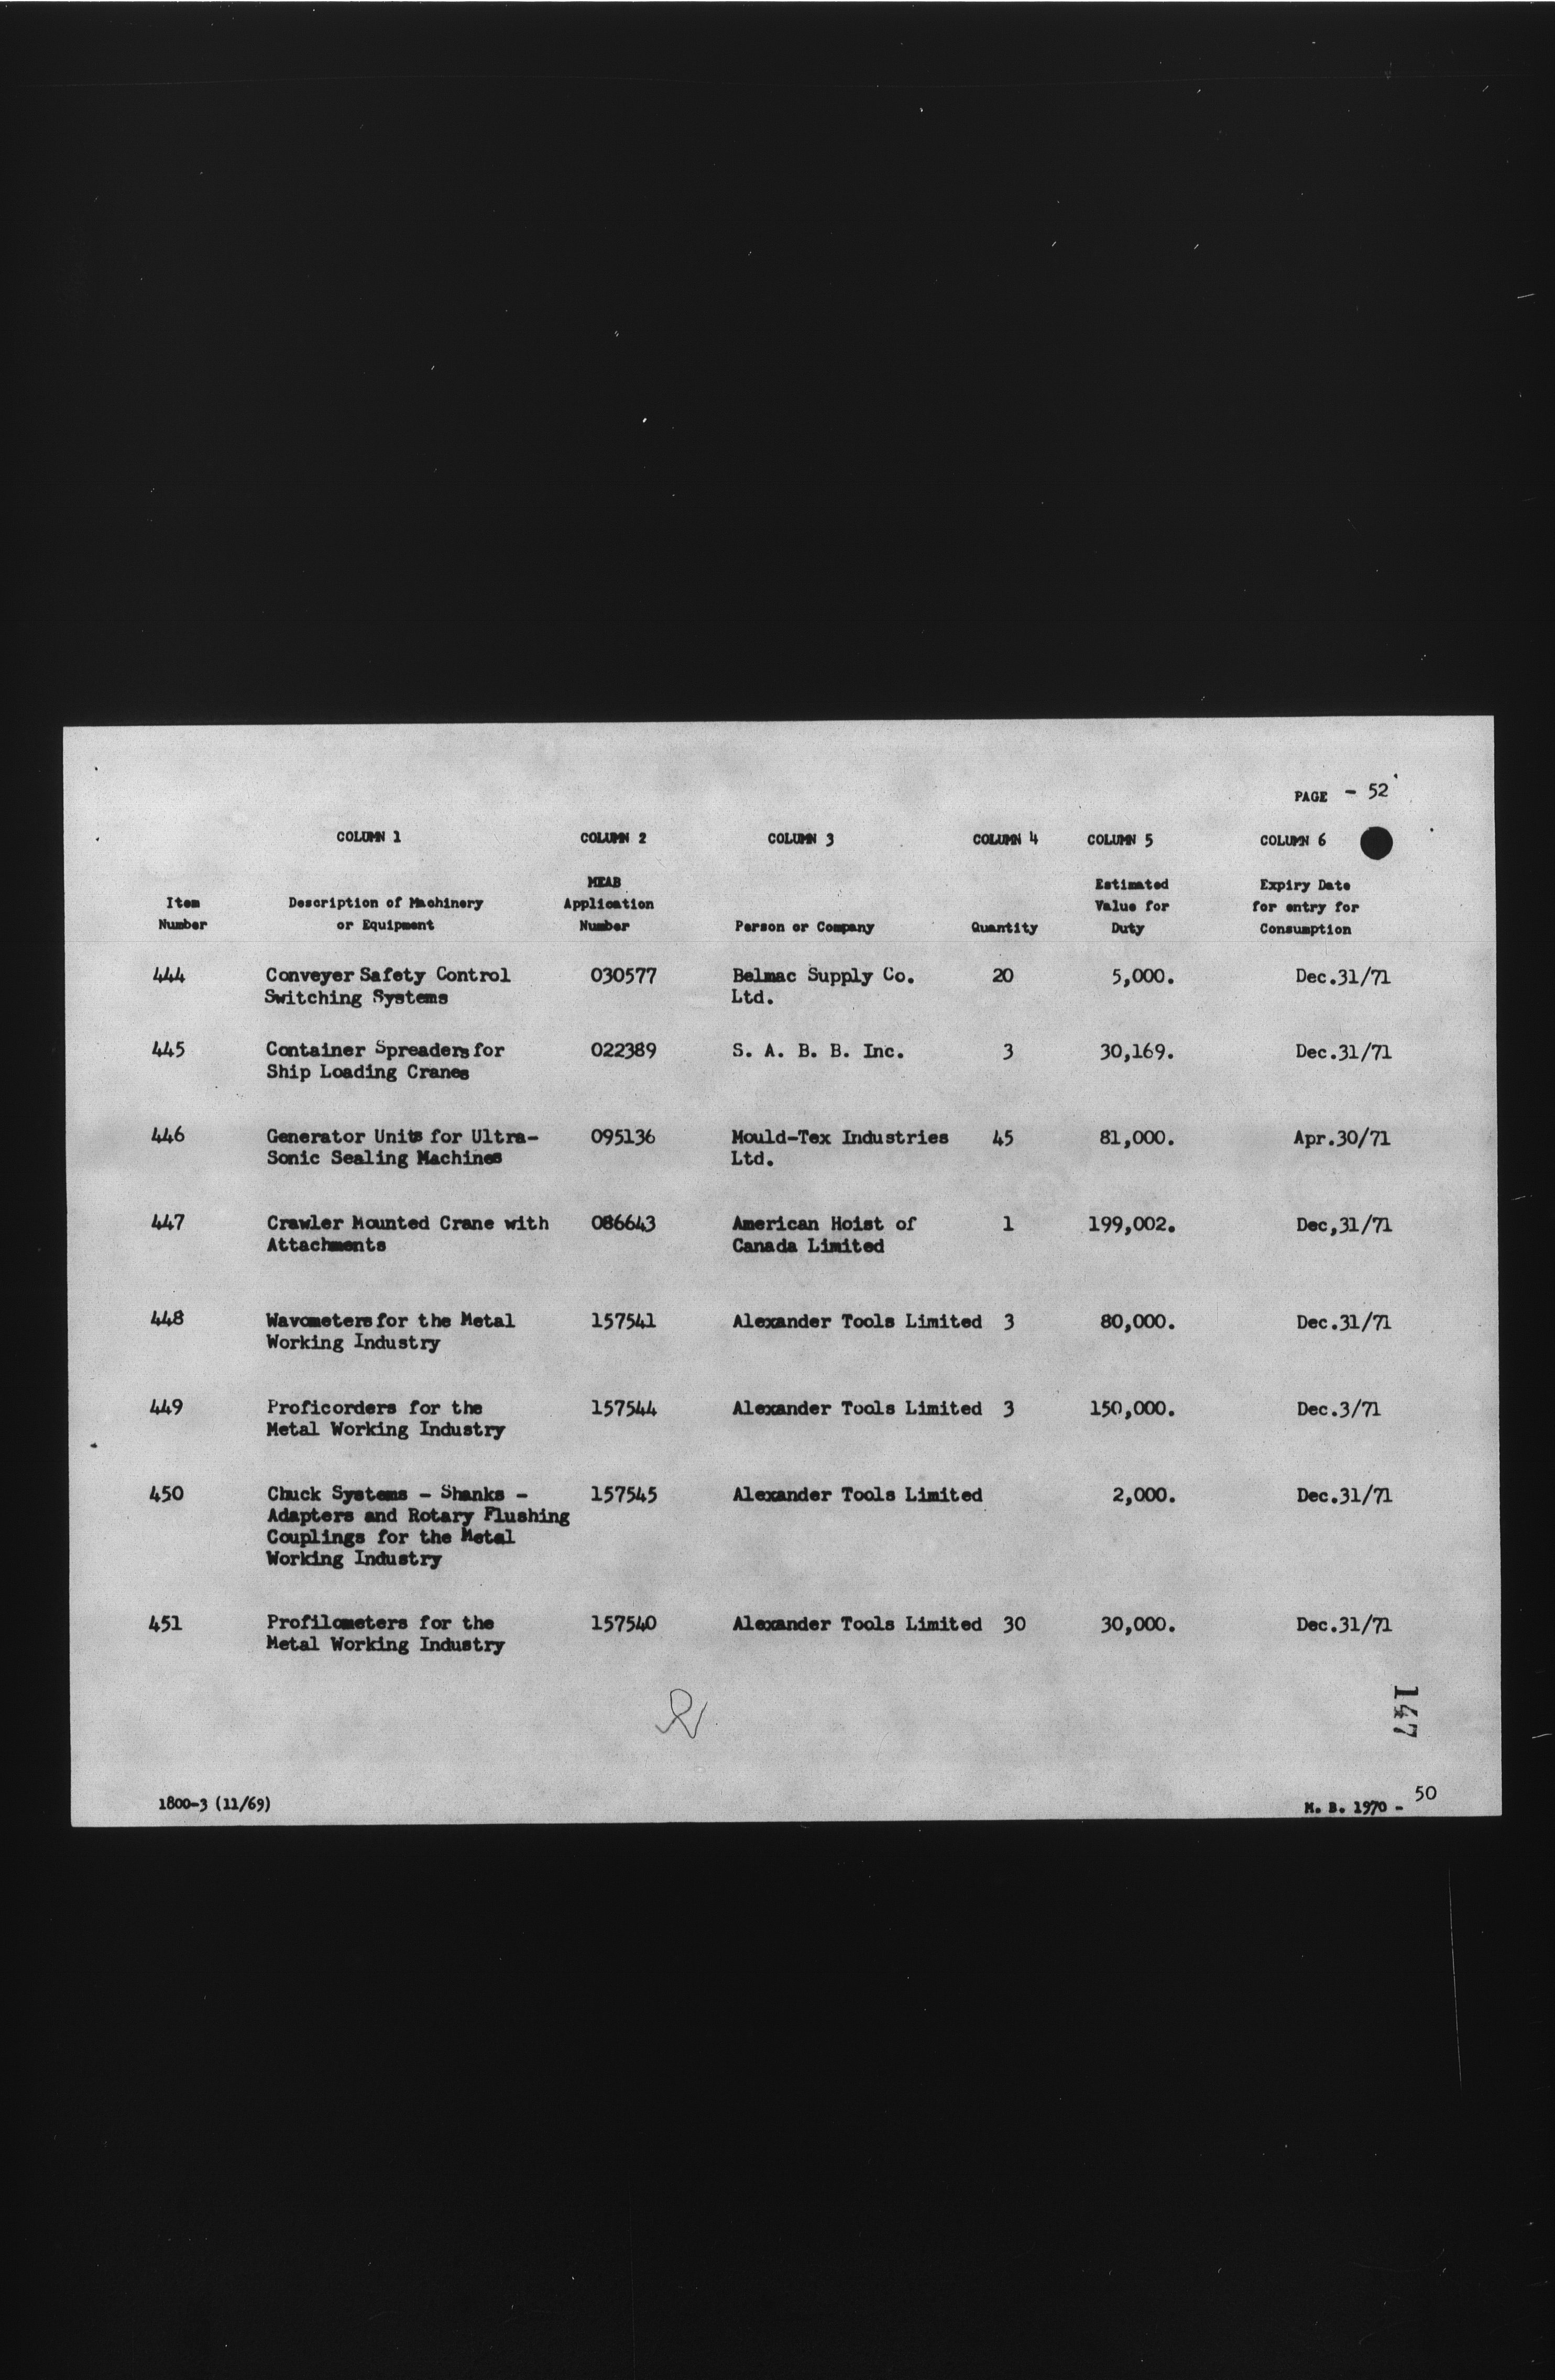 PAGE - 52
COLUMN 1 COLUMN 2 COLUMN 3 COLUMN 4 COLUMN 5 COLUMN 6
MEAB Estimated Expiry Date
Item Description of Machinery Application Value for for entry for
Number or Equipment Number Person or Company Quantity Duty Consumption
444 Conveyer Safety Control 030577 Belmac Supply Co. 20 5,000. Dec.31/71
Switching Systems Ltd.
445 Container Spreaders for 022389 S. A. B. B. Inc. 3 30,169. Dec.31/71
Ship Loading Cranes
446 Generator Units for Ultra- 095136 Mould-Tex Industries 45 81,000. Apr.30/71
Sonic Sealing Machines Ltd.
447 Crawler Mounted Crane with 086643 American Hoist of 1 199,002. Dec,31/71
Attachments Canada Limited
448 Wavometers for the Metal 157541 Alexander Tools Limited 3 80,000. Dec.31/71
Working Industry
449 Proficorders for the 157544 Alexander Tools Limited 3 150,000. Dec.3/71
Metal Working Industry
450 Chuck Systems - Shanks - 157545 Alexander Tools Limited 2,000. Dec.31/71
Adapters and Rotary Flushing
Couplings for the Metal
Working Industry
451 Profilometers for the 157540 Alexander Tools Limited 30 30,000. Dec.31/71
Metal Working Industry
147
1800-3 (11/69) M. B. 1970 - 50